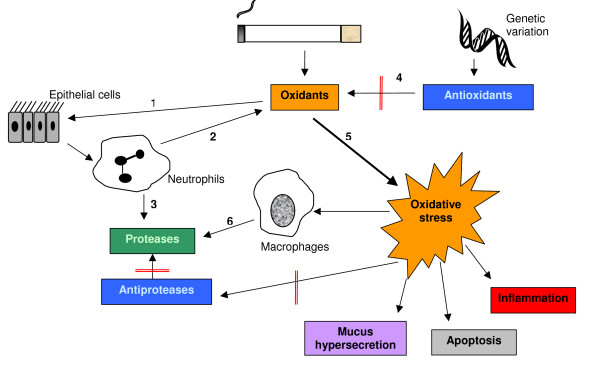 Genetic
variation
Oxidants
4
Antioxidants
Epithelial cells
1
2
5
Neutrophils
3
Oxidative
stress
6
Macrophages
Proteases
Antiproteases
Inflammation
Mucus
hypersecretion
Apoptosis